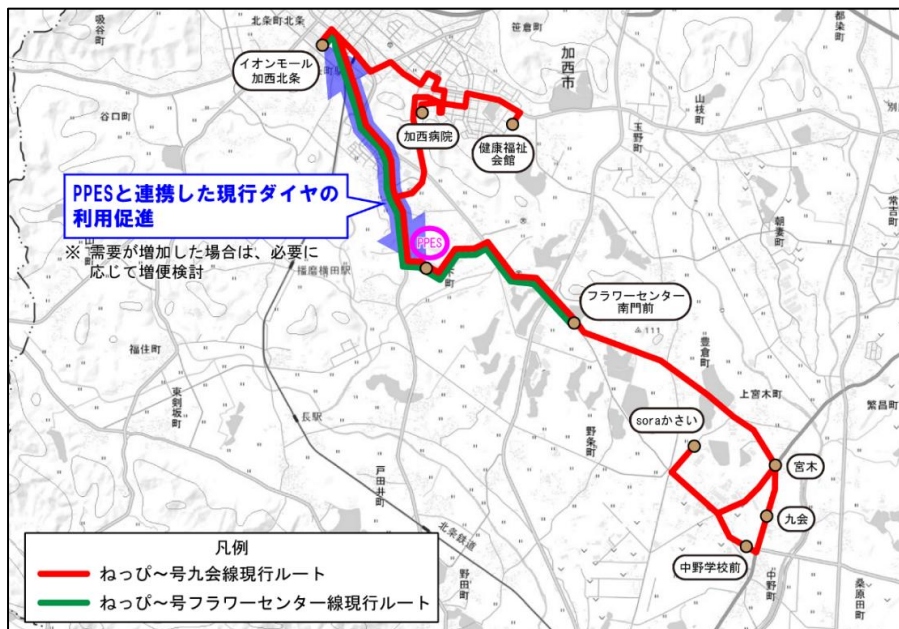 北条町北条
吸谷町
笹倉町
都染町
イオンモール
加西北条
加西市
谷口町
山枝町
加西病院
健康福祉
会館
玉野町
常吉町
PPESと連携した現行ダイヤの
利用促進
朝妻町
※ 需要が増加した場合は、必要に
応じて増便検討
PPES
播磨横田駅
フラワーセンター
南門前
111
福住町
豊倉町
東剣坂町
上宮木町
繁昌町
長駅
soraかさい
野条町
宮木
戸田井町
九会
北条鉄道
中野学校前
凡例
ねっぴ~号九会線現行ルート
ねっぴ~号フラワーセンター線現行ルート
野田町
中野町
桑原田町